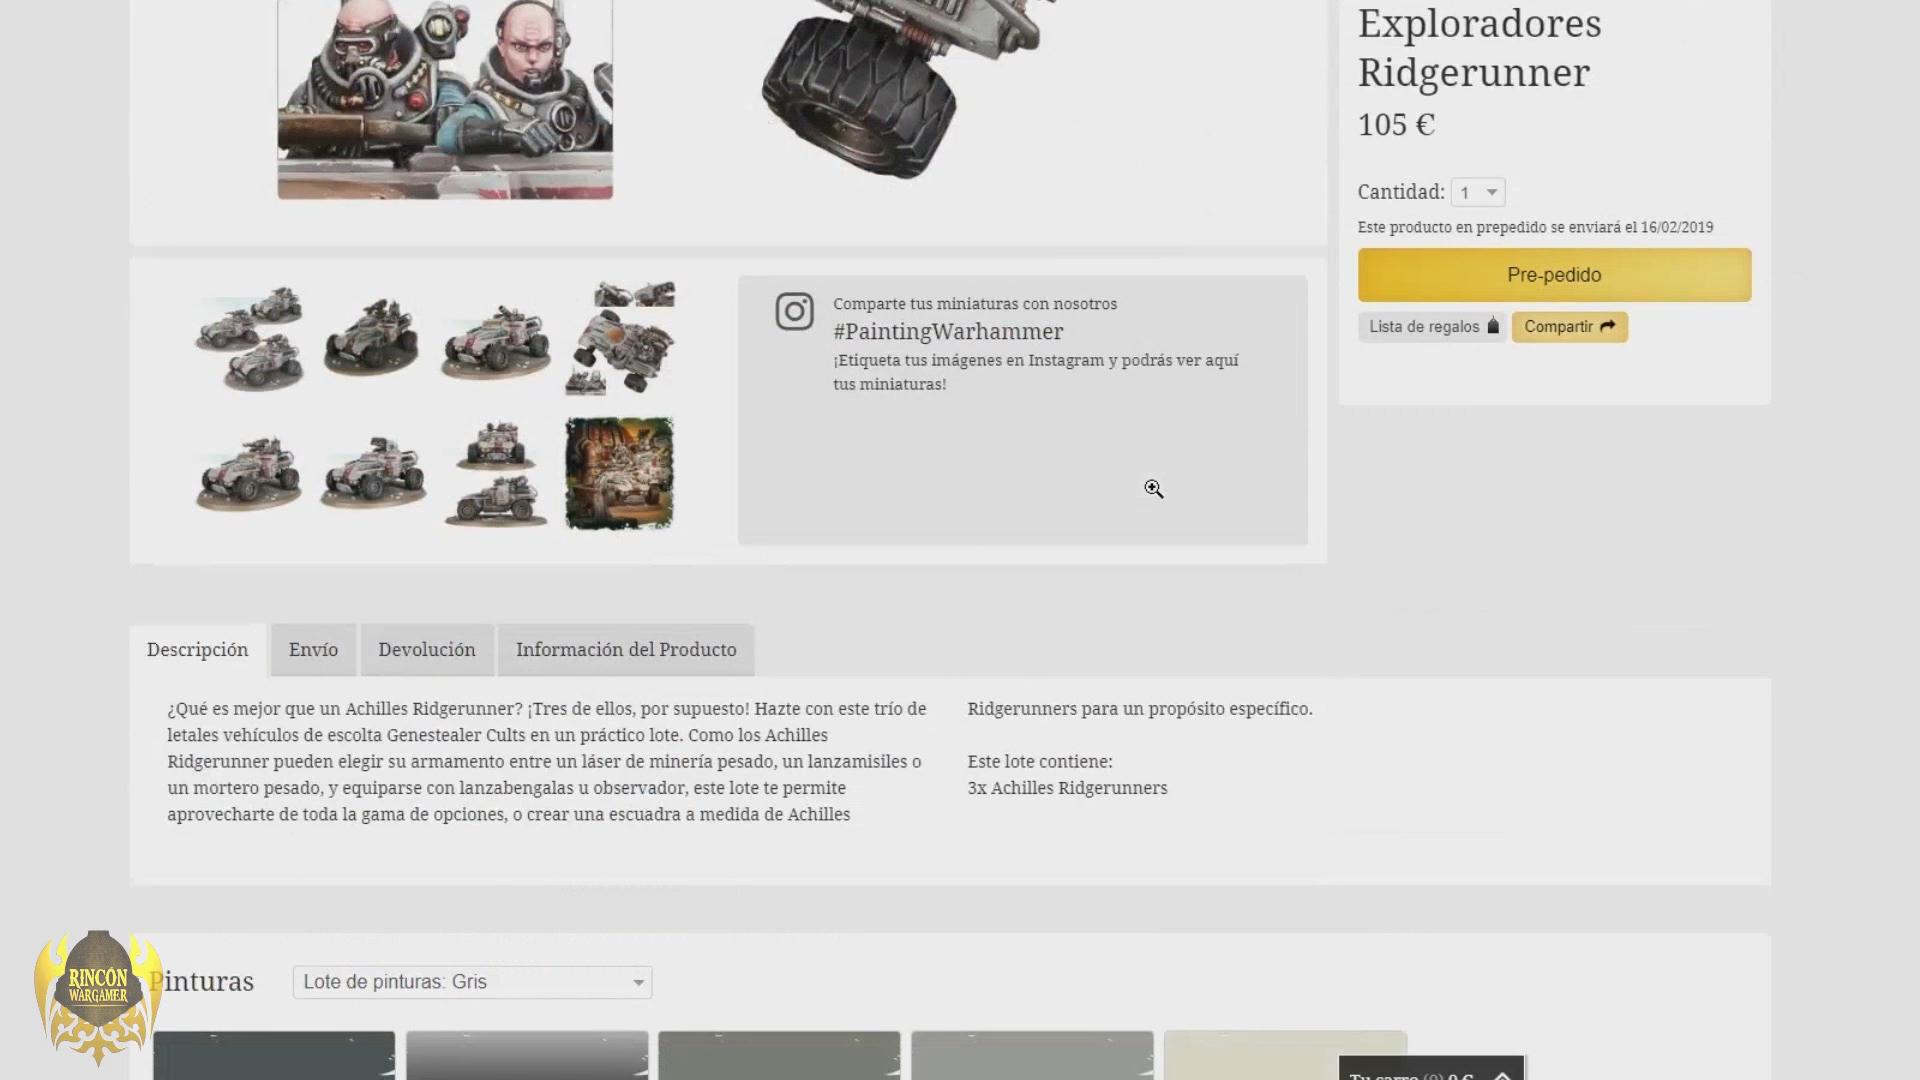 Exploradores
Ridgerunner
105 €
Cantidad: 1
Este producto en prepedido se enviará el 16/02/2019
Pre-pedido
Lista de regalos
Compartir
Comparte tus miniaturas con nosotros
#PaintingWarhammer
¡Etiqueta tus imágenes en Instagram y podrás ver aquí
tus miniaturas!
Descripción
Envío
Devolución
Información del Producto
¿Qué es mejor que un Achilles Ridgerunner? ¡Tres de ellos, por supuesto! Hazte con este trío de
letales vehículos de escolta Genestealer Cults en un práctico lote. Como los Achilles
Ridgerunner pueden elegir su armamento entre un láser de minería pesado, un lanzamisiles o
un mortero pesado, y equiparse con lanzabengalas u observador, este lote te permite
aprovecharte de toda la gama de opciones, o crear una escuadra a medida de Achilles
Ridgerunners para un propósito específico.
Este lote contiene:
3x Achilles Ridgerunners
RINCÓN
WARGAMER
Pinturas
Lote de pinturas: Gris
Tu carro (0) 0 €